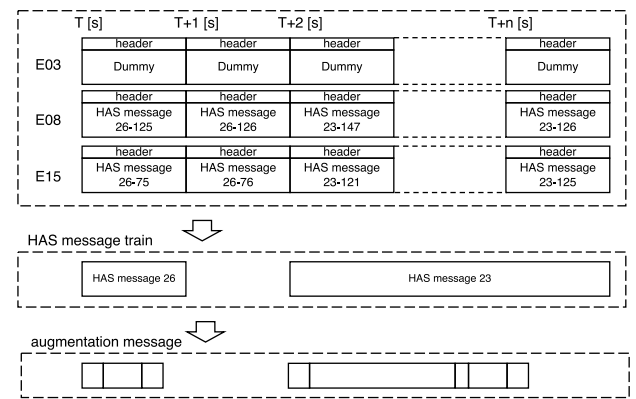 T [s] T+1 [s] T+2 [s] T+n [s]
header header header header
E03 Dummy Dummy Dummy Dummy
header header header header
E08 HAS message HAS message HAS message HAS message
26-125 26-126 23-147 23-126
header header header header
E15 HAS message HAS message HAS message HAS message
26-75 26-76 23-121 23-125
HAS message train
HAS message 26 HAS message 23
augmentation message